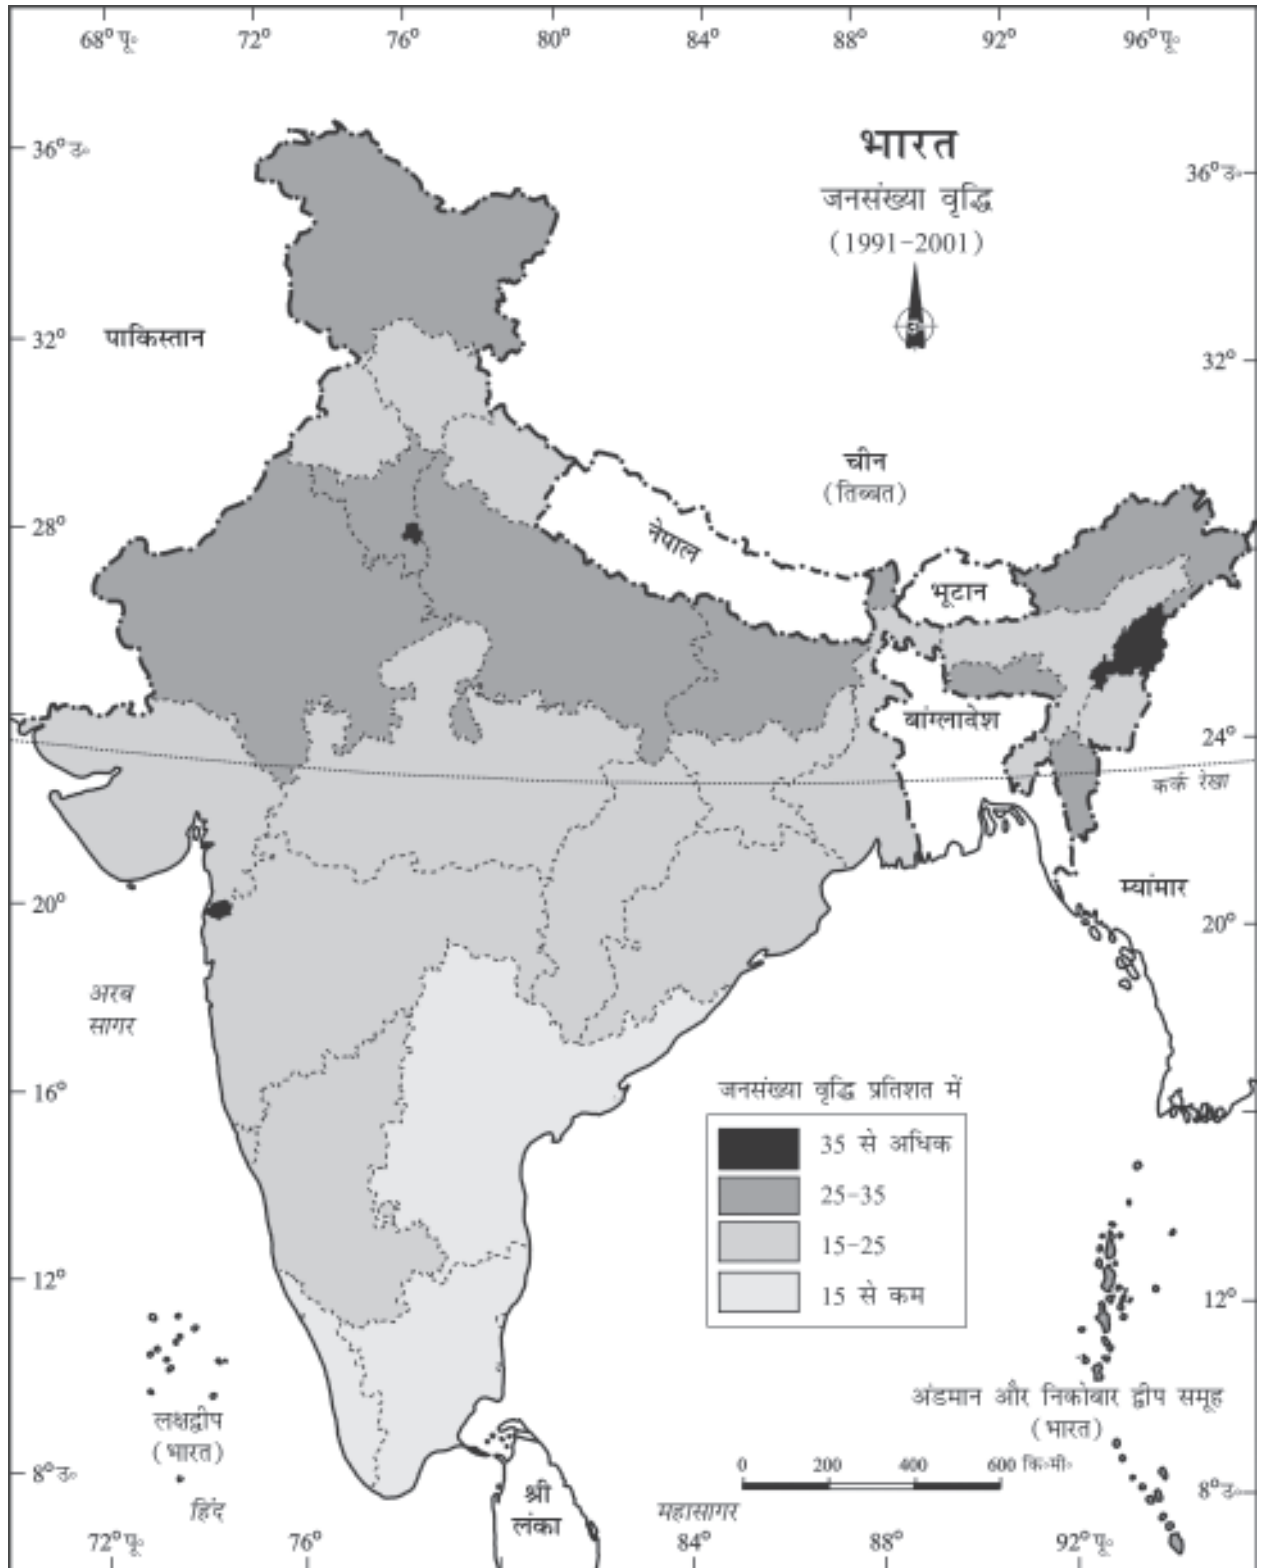 68°पू॰ 72° 76° 80° 84° 88° 92° 96°पू॰
36°उ॰
भारत
36°उ॰
जनसंख्या वृद्धि
(1991-2001)
उ
32°
पाकिस्तान
32°
चीन
(तिब्बत)
28°
नेपाल
भूटान
बांग्लादेश
24°
कर्क रेखा
20°
म्यांमार
20°
अरब
सागर
16°
जनसंख्या वृद्धि प्रतिशत में
35 से अधिक
25-35
15-25
15 से कम
12°
12°
लक्षद्वीप
(भारत)
अंडमान और निकोबार द्वीप समूह
(भारत)
0 200 400 600 कि॰मी॰
8°उ॰
8°उ॰
हिंद
श्री
लंका
महासागर
72°पू॰ 76° 84° 88° 92°पू॰